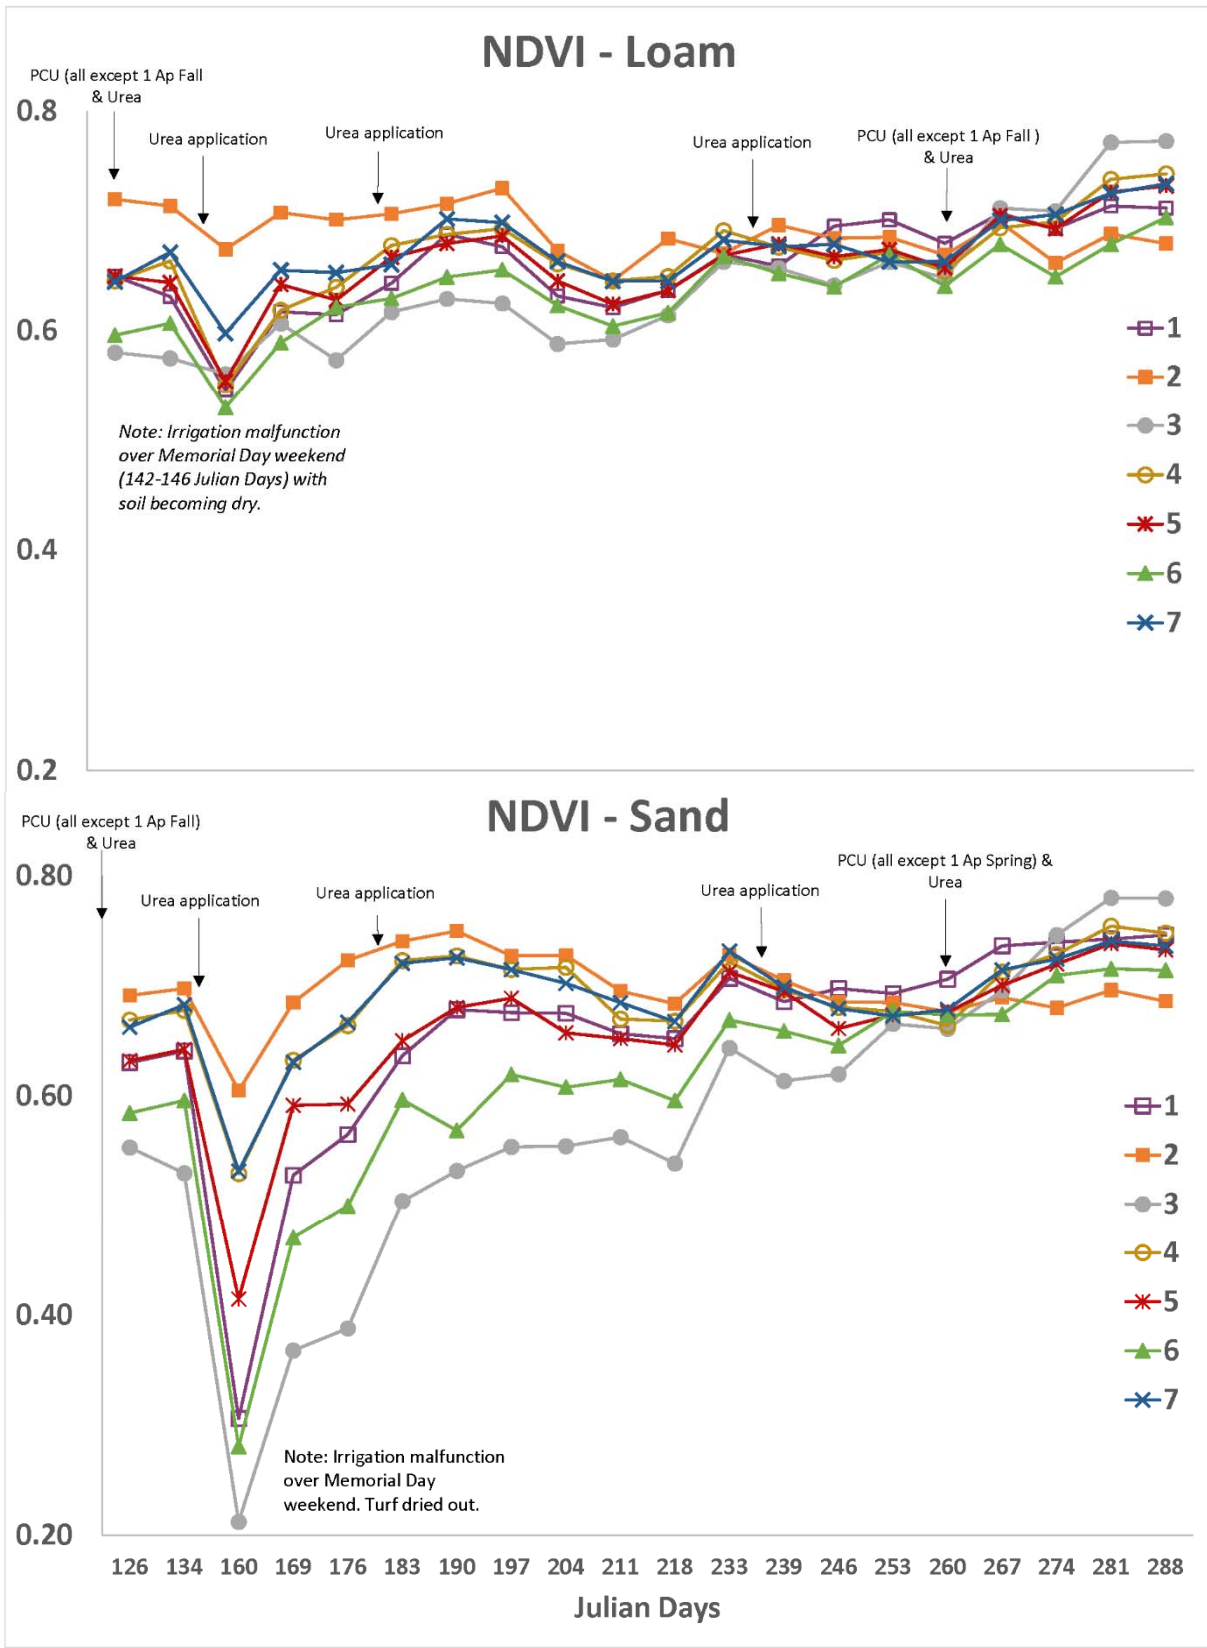 NDVI - Loam
PCU (all except 1 Ap Fall
& Urea
Urea application
Urea application
Urea application
PCU (all except 1 Ap Fall )
& Urea
0.8
0.6
0.4
0.2
Note: Irrigation malfunction
over Memorial Day weekend
(142-146 Julian Days) with
soil becoming dry.
1
2
3
4
5
6
7
NDVI - Sand
PCU (all except 1 Ap Fall)
& Urea
Urea application
Urea application
Urea application
PCU (all except 1 Ap Spring) &
Urea
0.80
0.60
0.40
0.20
1
2
3
4
5
6
7
Note: Irrigation malfunction
over Memorial Day
weekend. Turf dried out.
126 134 160 169 176 183 190 197 204 211 218 233 239 246 253 260 267 274 281 288
Julian Days